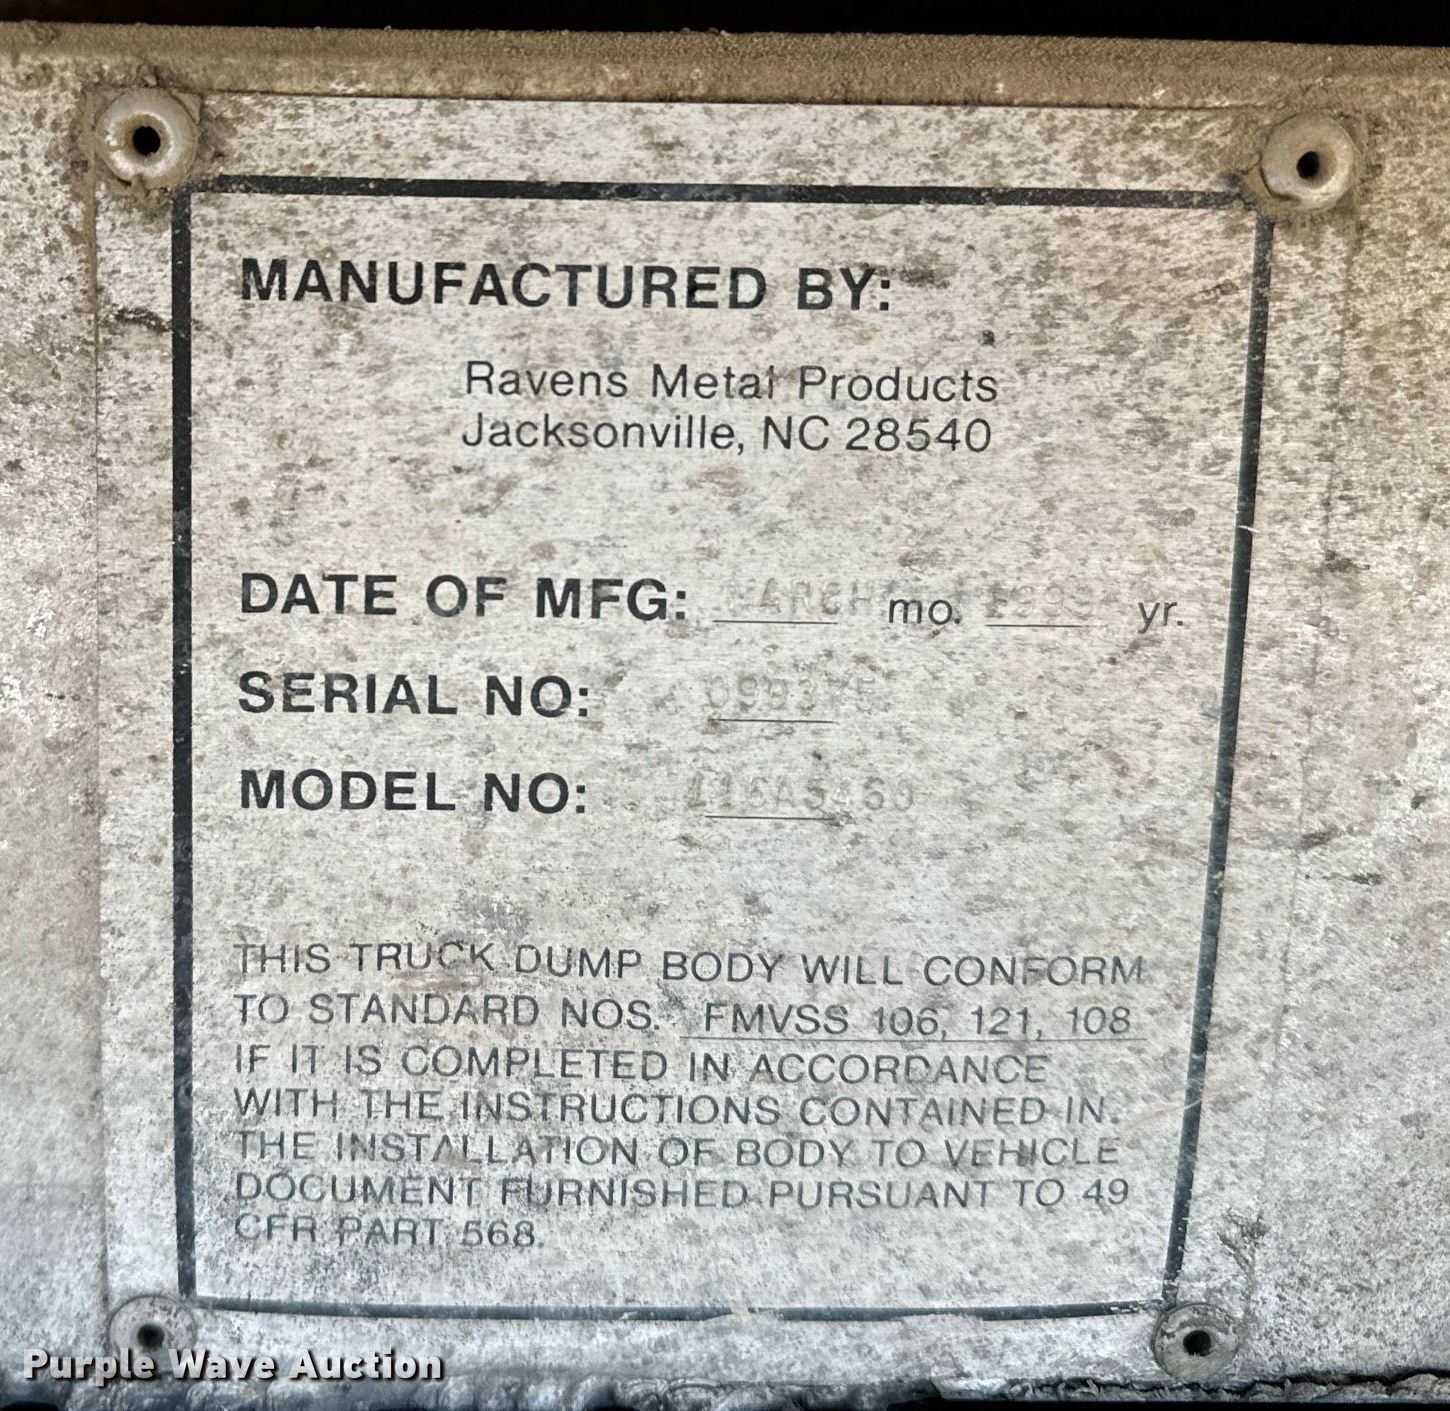 MANUFACTURED BY:
Ravens Metal Products
Jacksonville, NC 28540
DATE OF MFG: MARCH mo. yr.
SERIAL NO:
MODEL NO:
THIS TRUCK DUMP BODY WILL CONFORM
TO STANDARD NOS. FMVSS 106, 121, 108
IF IT IS COMPLETED IN ACCORDANCE
WITH THE INSTRUCTIONS CONTAINED IN
THE INSTALLATION OF BODY TO VEHICLE
DOCUMENT FURNISHED PURSUANT TO 49
CFR PART 568.
Purple Wave Auction